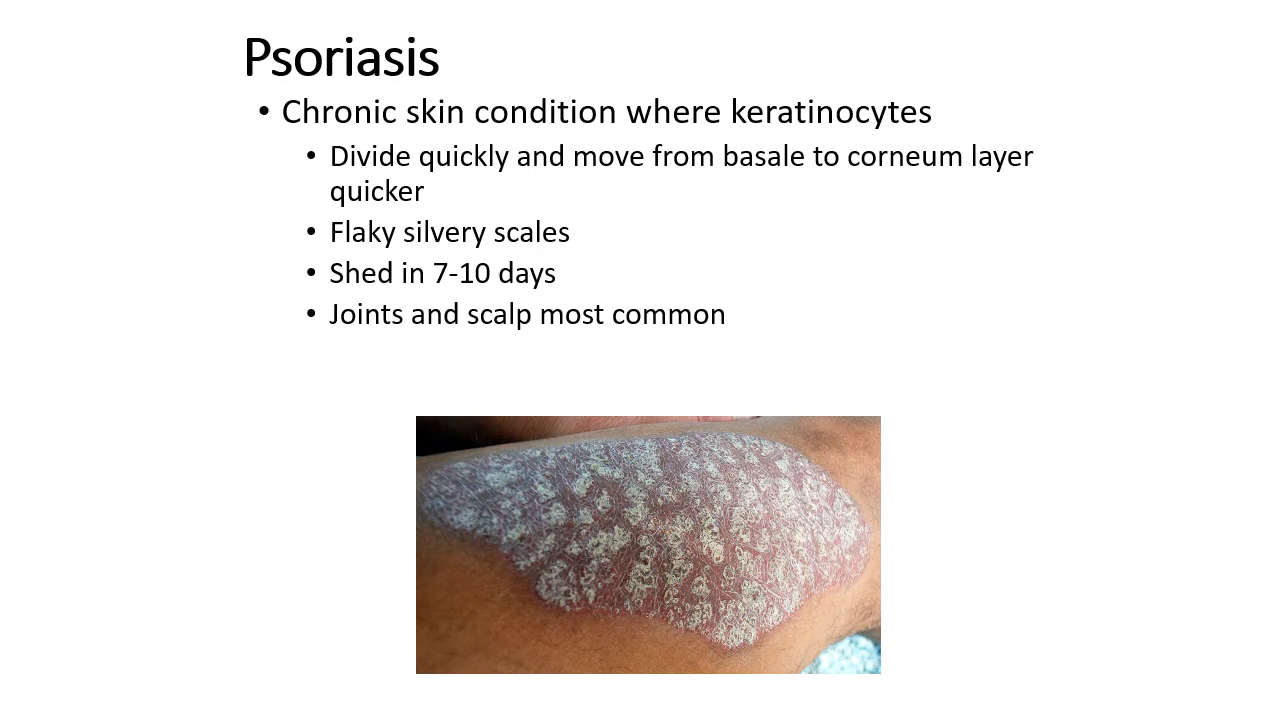 Psoriasis
• Chronic skin condition where keratinocytes
• Divide quickly and move from basale to corneum layer
quicker
• Flaky silvery scales
• Shed in 7-10 days
• Joints and scalp most common